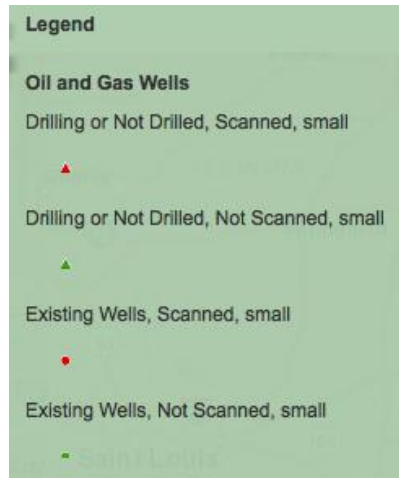 Legend
Oil and Gas Wells
Drilling or Not Drilled, Scanned, small
Drilling or Not Drilled, Not Scanned, small
Existing Wells, Scanned, small
Existing Wells, Not Scanned, small
Saint Louis